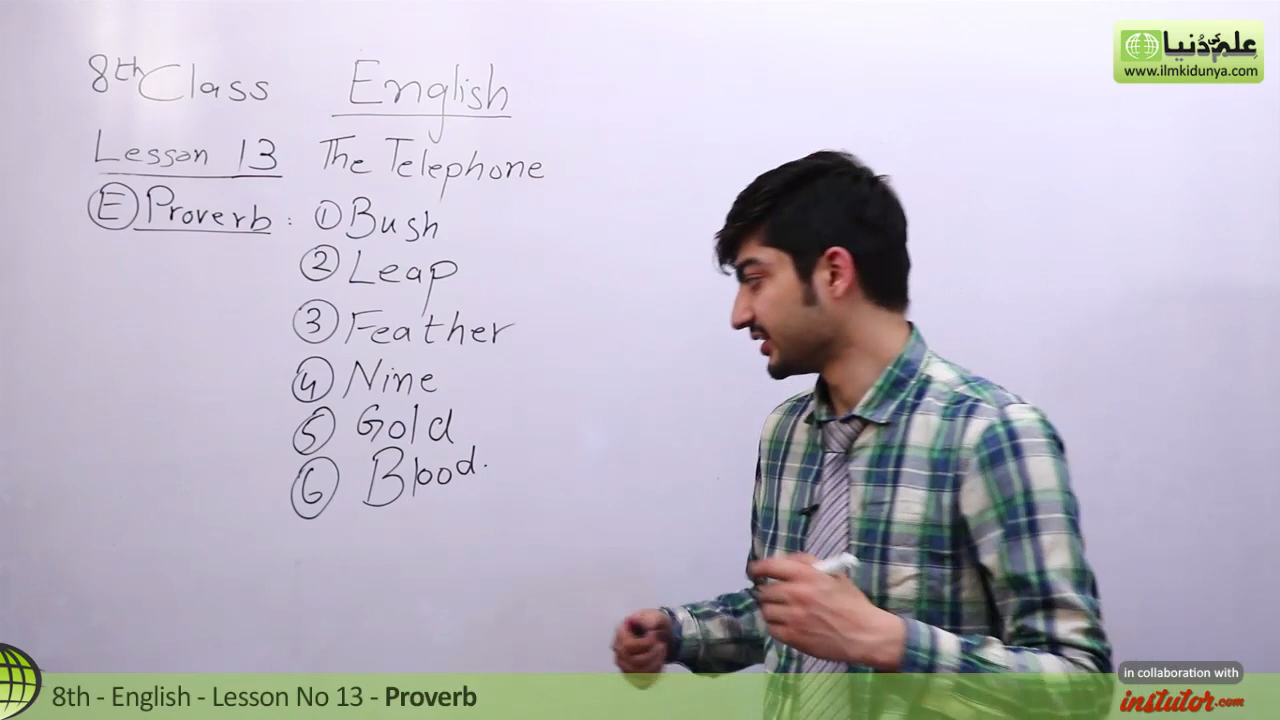 8th Class English
Lesson 13 The Telephone
E Proverb : 1 Bush
2 Leap
3 Feather
4 Nine
5 Gold
6 Blood.
علم کی دُنیا
www.ilmkidunya.com
in collaboration with
instutor.com
8th - English - Lesson No 13 - Proverb